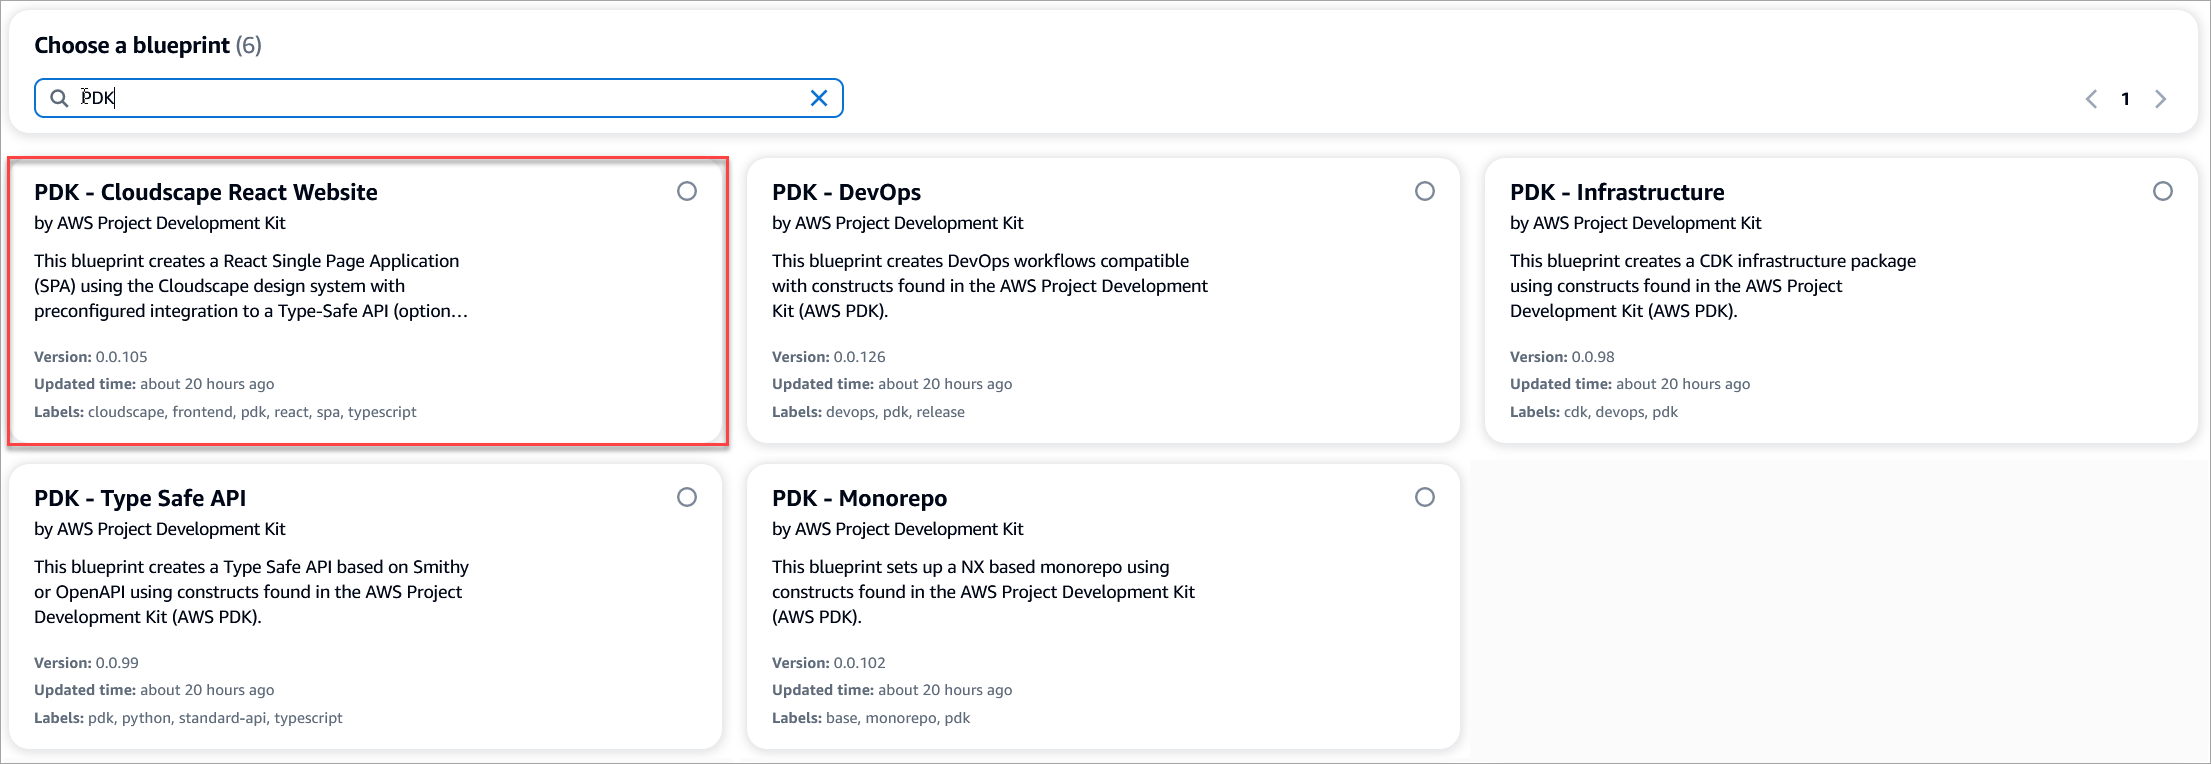 Choose a blueprint (6)
PDK
1
PDK - Cloudscape React Website
by AWS Project Development Kit
This blueprint creates a React Single Page Application
(SPA) using the Cloudscape design system with
preconfigured integration to a Type-Safe API (option…
Version: 0.0.105
Updated time: about 20 hours ago
Labels: cloudscape, frontend, pdk, react, spa, typescript
PDK - DevOps
by AWS Project Development Kit
This blueprint creates DevOps workflows compatible
with constructs found in the AWS Project Development
Kit (AWS PDK).
Version: 0.0.126
Updated time: about 20 hours ago
Labels: devops, pdk, release
PDK - Infrastructure
by AWS Project Development Kit
This blueprint creates a CDK infrastructure package
using constructs found in the AWS Project
Development Kit (AWS PDK).
Version: 0.0.98
Updated time: about 20 hours ago
Labels: cdk, devops, pdk
PDK - Type Safe API
by AWS Project Development Kit
This blueprint creates a Type Safe API based on Smithy
or OpenAPI using constructs found in the AWS Project
Development Kit (AWS PDK).
Version: 0.0.99
Updated time: about 20 hours ago
Labels: pdk, python, standard-api, typescript
PDK - Monorepo
by AWS Project Development Kit
This blueprint sets up a NX based monorepo using
constructs found in the AWS Project Development Kit
(AWS PDK).
Version: 0.0.102
Updated time: about 20 hours ago
Labels: base, monorepo, pdk